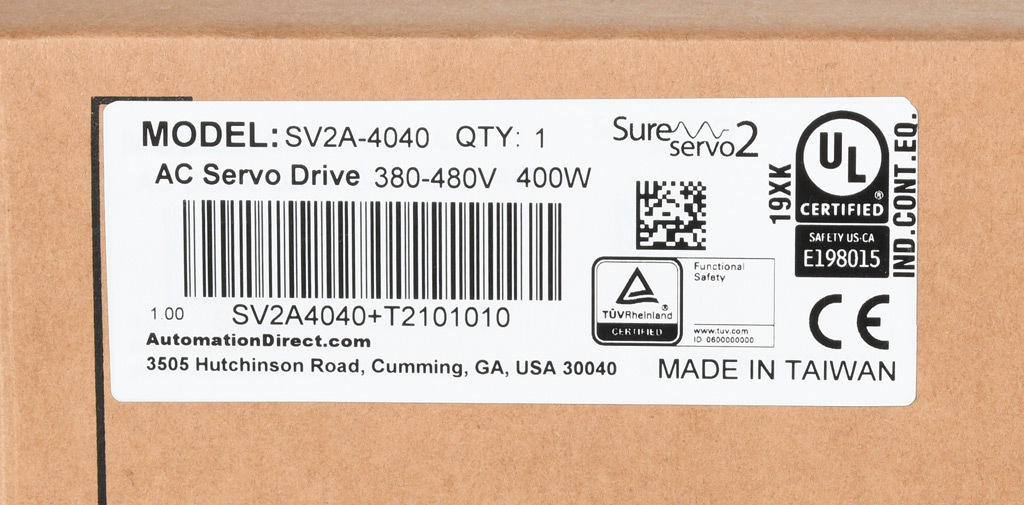 MODEL: SV2A-4040 QTY: 1
Sure servo 2
AC Servo Drive 380-480V 400W
19XK
UL
®
CERTIFIED
SAFETY US-CA
E198015
IND.CONT.EQ.
TÜVRheinland ®
CERTIFIED
Functional
Safety
www.tuv.com
ID 0600000000
1.00 SV2A4040+T2101010
CE
AutomationDirect.com
3505 Hutchinson Road, Cumming, GA, USA 30040
MADE IN TAIWAN